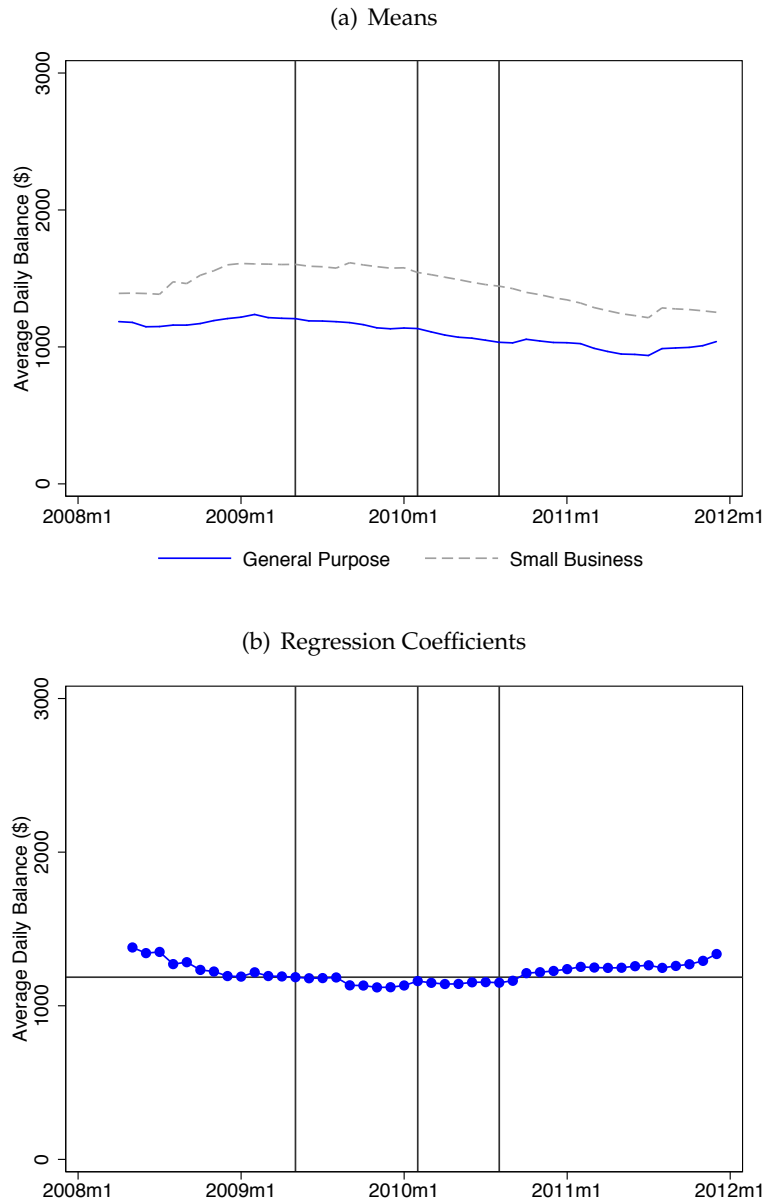 (a) Means
Average Daily Balance ($)
3000
2000
1000
0
2008m1 2009m1 2010m1 2011m1 2012m1
General Purpose Small Business
(b) Regression Coefficients
Average Daily Balance ($)
3000
2000
1000
0
2008m1 2009m1 2010m1 2011m1 2012m1